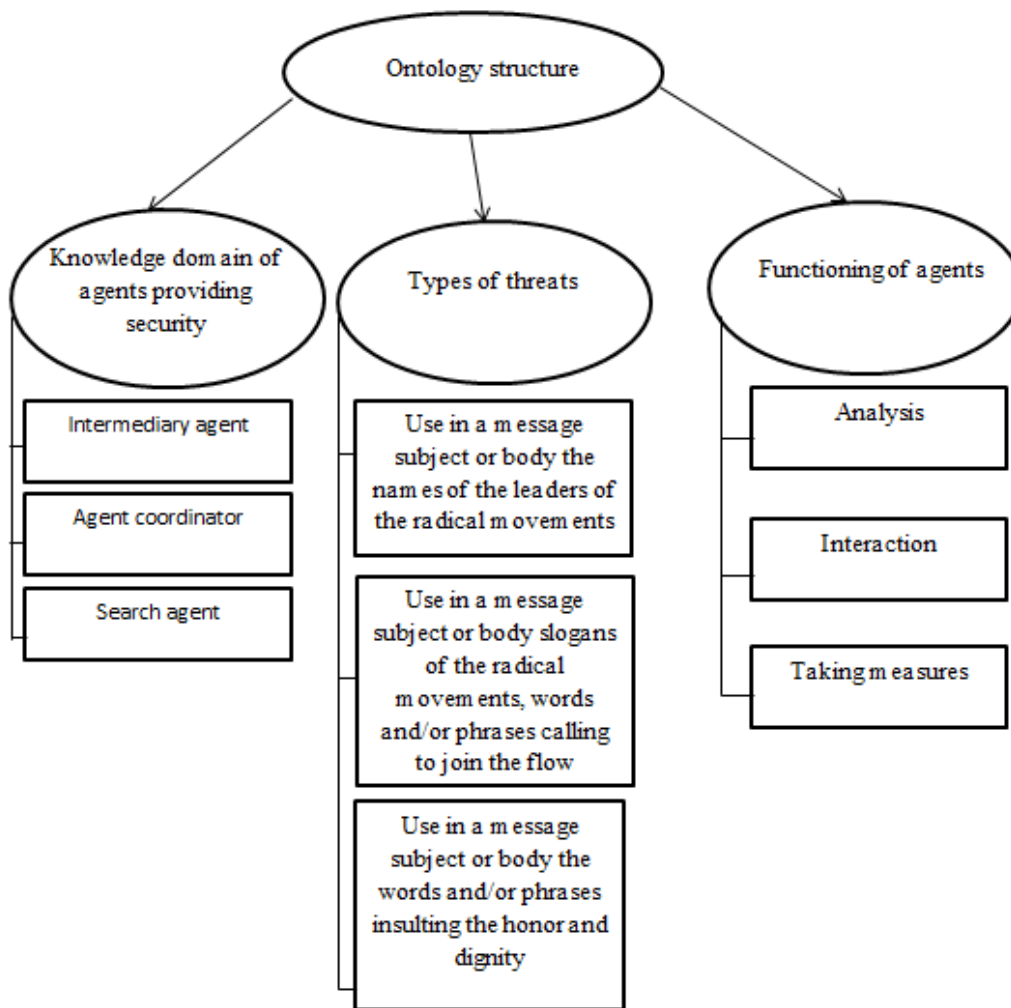 Ontology structure
Knowledge domain of
agents providing
security
Intermediary agent
Agent coordinator
Search agent
Types of threats
Use in a message
subject or body the
names of the leaders of
the radical movements
Use in a message
subject or body slogans
of the radical
movements, words
and/or phrases calling
to join the flow
Use in a message
subject or body the
words and/or phrases
insulting the honor and
dignity
Functioning of agents
Analysis
Interaction
Taking measures